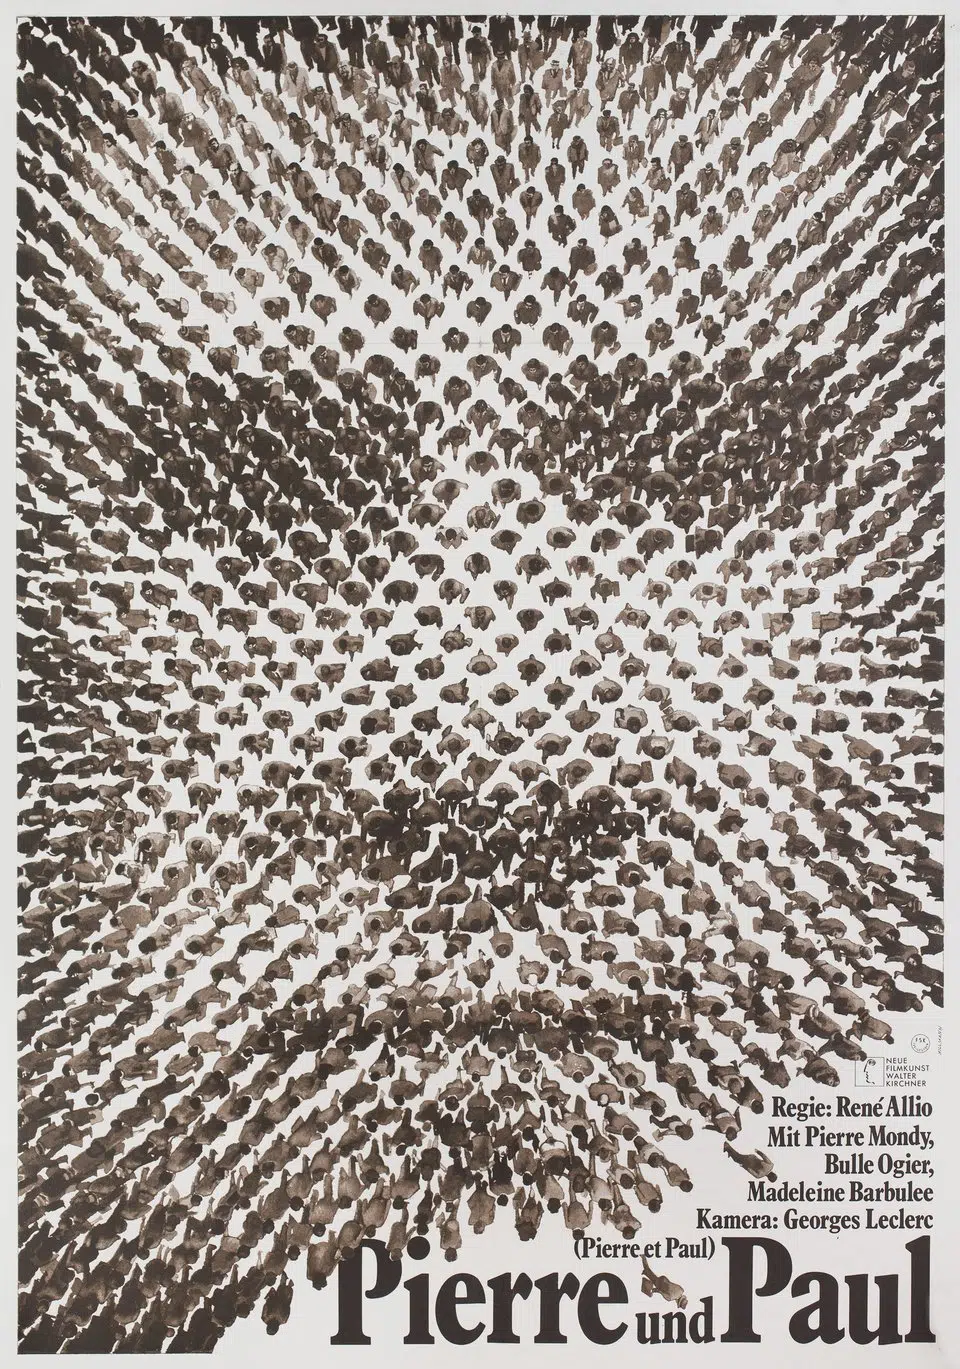 FSK
NEUE
FILMKUNST
WALTER
KIRCHNER
Regie: René Allio
Mit Pierre Mondy,
Bulle Ogier,
Madeleine Barbulee
Kamera: Georges Leclerc
(Pierre et Paul)
Pierre und Paul